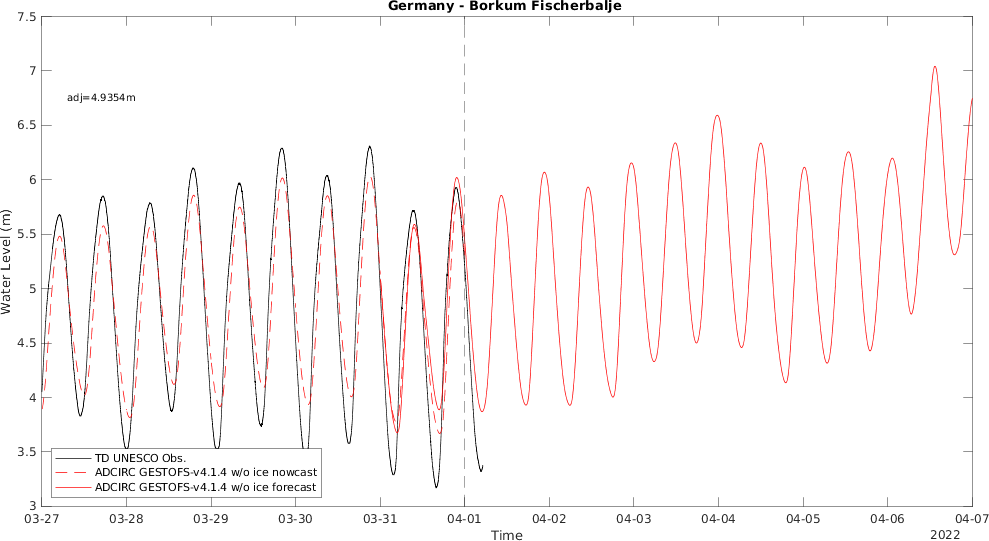 Germany - Borkum Fischerbalje
7.5
7
6.5
6
5.5
5
4.5
4
3.5
3
Water Level (m)
adj=4.9354m
TD UNESCO Obs.
ADCIRC GESTOFS-v4.1.4 w/o ice nowcast
ADCIRC GESTOFS-v4.1.4 w/o ice forecast
03-27 03-28 03-29 03-30 03-31 04-01 04-02 04-03 04-04 04-05 04-06 04-07
Time
2022